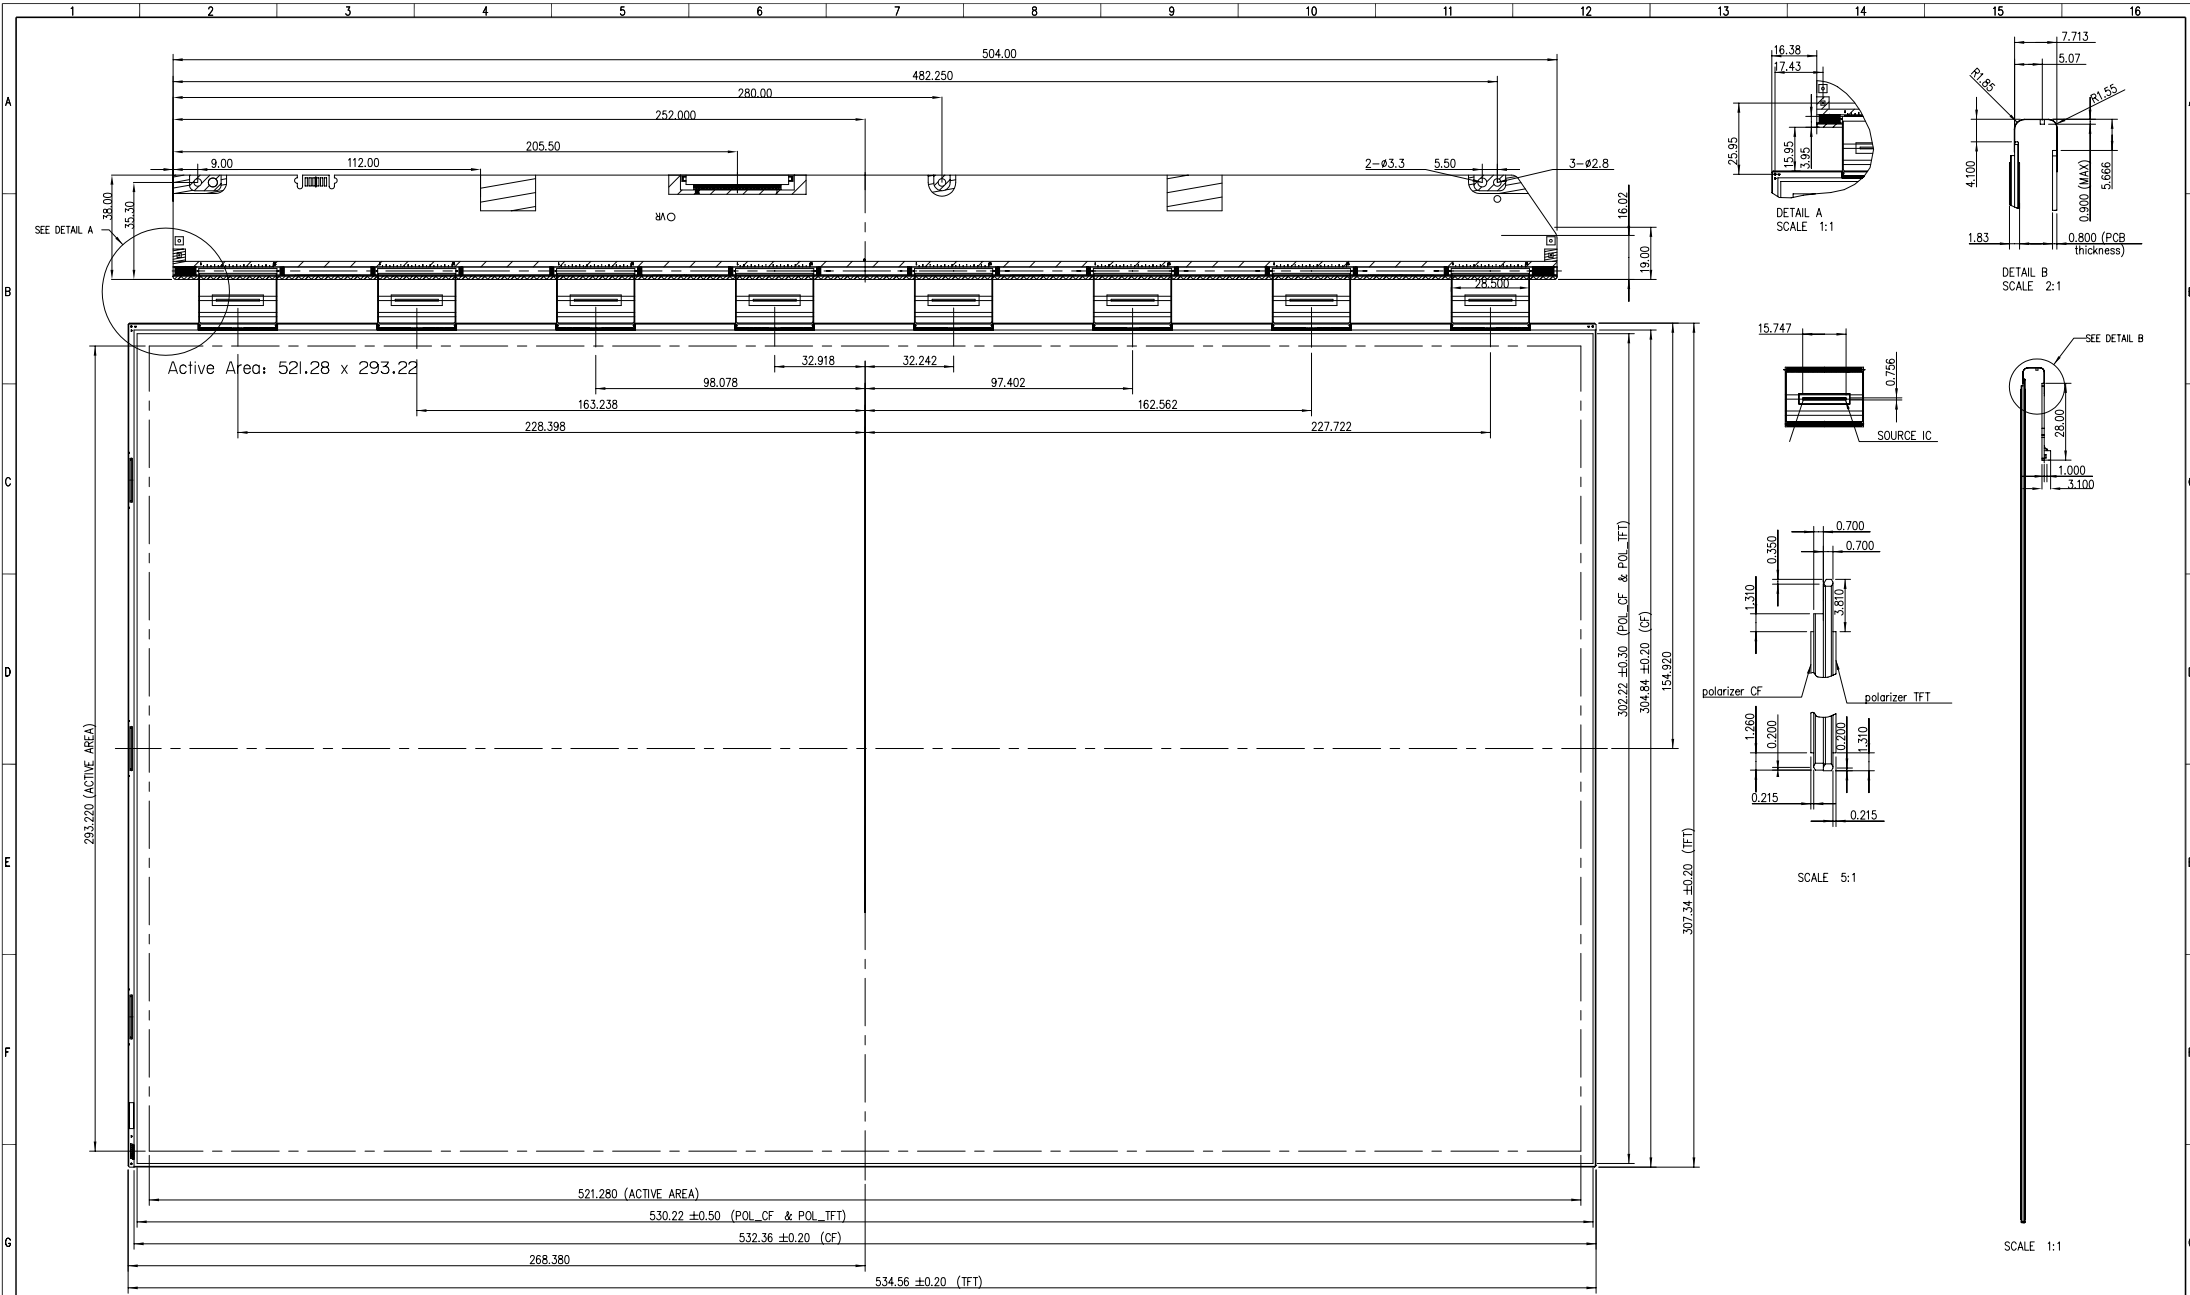 1 2 3 4 5 6 7 8 9 10 11 12 13 14 15 16
A
B
C
D
E
F
G
504.00
482.250
280.00
252.000
205.50
9.00
112.00
2-ø3.3
5.50
3-ø2.8
38.00
35.30
16.02
19.00
SEE DETAIL A
VR
28.500
Active Area: 521.28 x 293.22
32.918
32.242
98.078
97.402
163.238
162.562
228.398
227.722
293.220 (ACTIVE AREA)
302.22 ±0.30 (POL_CF & POL_TFT)
304.84 ±0.20 (CF)
154.920
307.34 ±0.20 (TFT)
521.280 (ACTIVE AREA)
530.22 ±0.50 (POL_CF & POL_TFT)
532.36 ±0.20 (CF)
268.380
534.56 ±0.20 (TFT)
16.38
17.43
25.95
15.95
3.95
DETAIL A
SCALE 1:1
7.713
5.07
R1.85
R1.55
4.100
0.900 (MAX)
5.666
1.83
0.800 (PCB
thickness)
DETAIL B
SCALE 2:1
15.747
0.756
SOURCE IC
SEE DETAIL B
28.00
1.000
3.100
0.700
0.700
0.350
1.310
3.810
polarizer CF
polarizer TFT
1.260
0.200
0.200
1.310
0.215
0.215
SCALE 5:1
SCALE 1:1